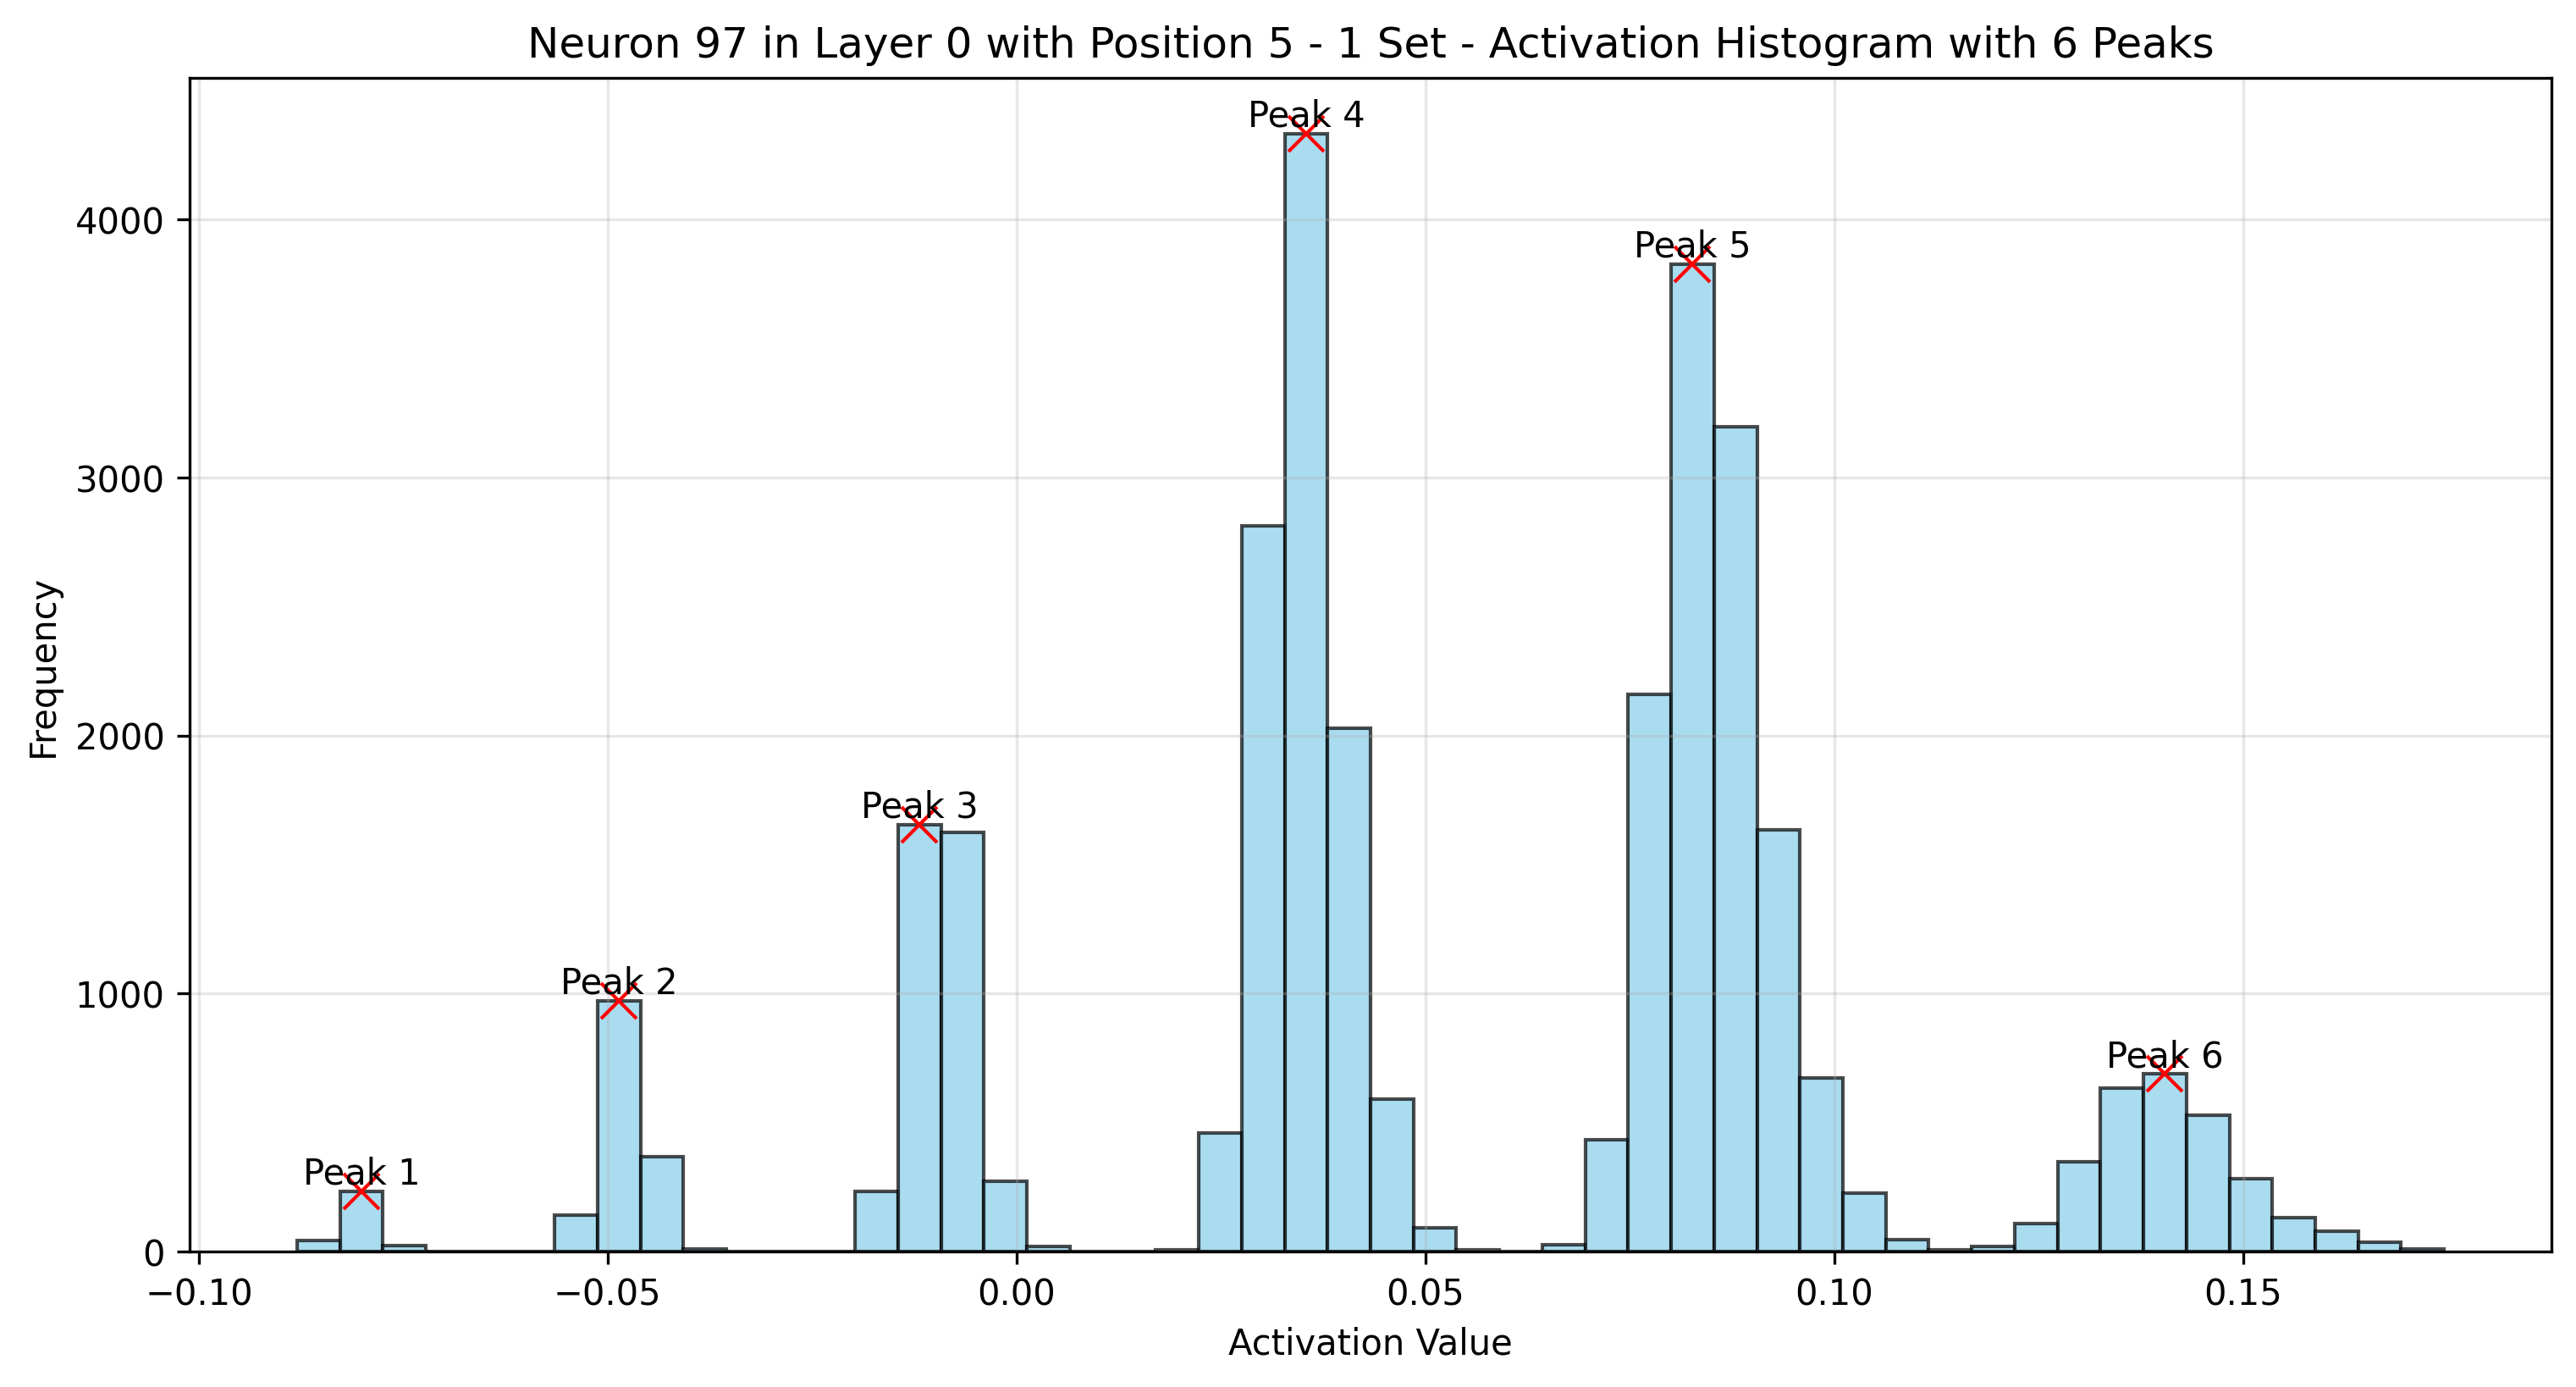 Neuron 97 in Layer 0 with Position 5 - 1 Set - Activation Histogram with 6 Peaks
Peak 4
4000
Peak 5
3000
Frequency
2000
Peak 3
1000
Peak 2
Peak 6
Peak 1
0
−0.10
−0.05
0.00
0.05
0.10
0.15
Activation Value